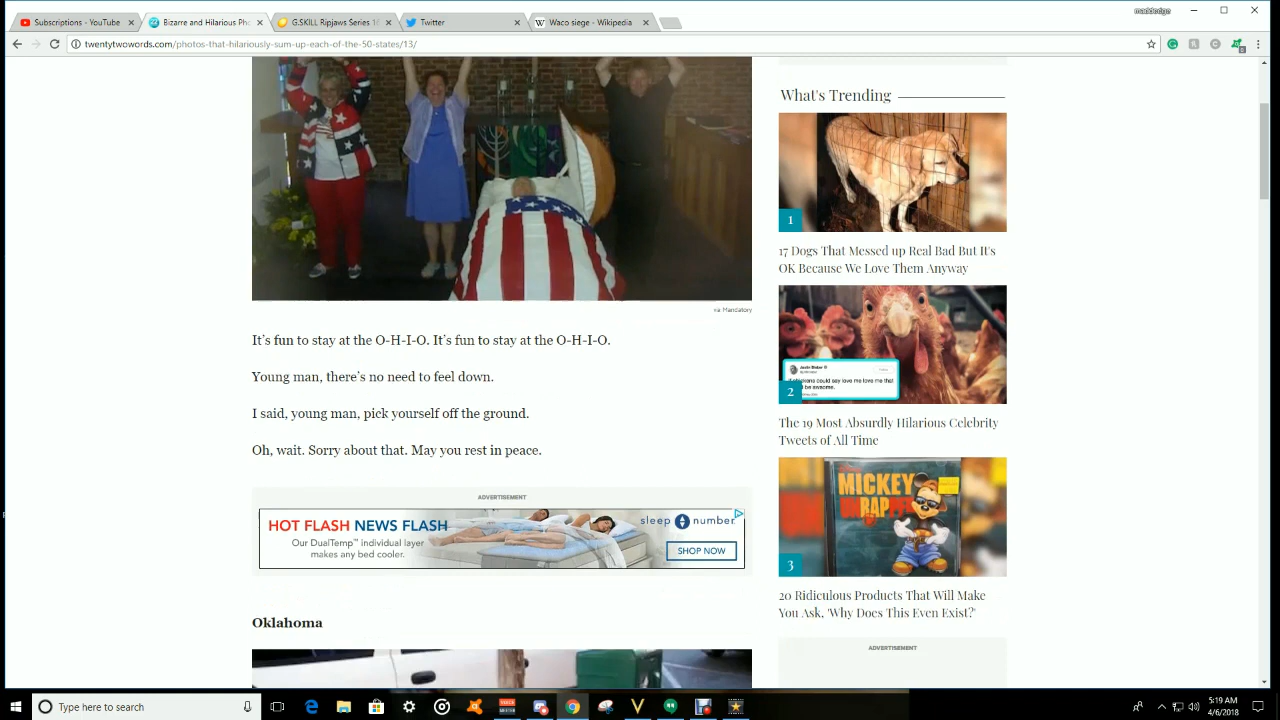 maddodge
Subscriptions - YouTube
Bizarre and Hilarious Pho
G.SKILL Ripjaws Series 16
Twitter
Waco siege - Wikipedia
twentytwowords.com/photos-that-hilariously-sum-up-each-of-the-50-states/13/
via Mandatory
It's fun to stay at the O-H-I-O. It's fun to stay at the O-H-I-O.
Young man, there's no need to feel down.
I said, young man, pick yourself off the ground.
Oh, wait. Sorry about that. May you rest in peace.
ADVERTISEMENT
HOT FLASH NEWS FLASH
Our DualTemp™ individual layer
makes any bed cooler.
sleep number
SHOP NOW
Oklahoma
What's Trending
1
17 Dogs That Messed up Real Bad But It's
OK Because We Love Them Anyway
2
The 19 Most Absurdly Hilarious Celebrity
Tweets of All Time
MICKEY
UNRAPPED
3
20 Ridiculous Products That Will Make
You Ask, 'Why Does This Even Exist?'
ADVERTISEMENT
Type here to search
5:19 AM
4/6/2018